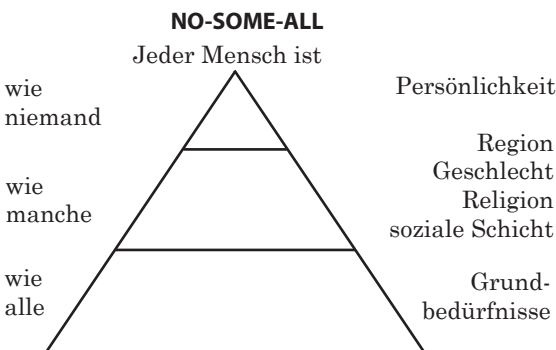 NO-SOME-ALL
Jeder Mensch ist
wie
niemand
Persönlichkeit
wie
manche
Region
Geschlecht
Religion
soziale Schicht
wie
alle
Grund-
bedürfnisse